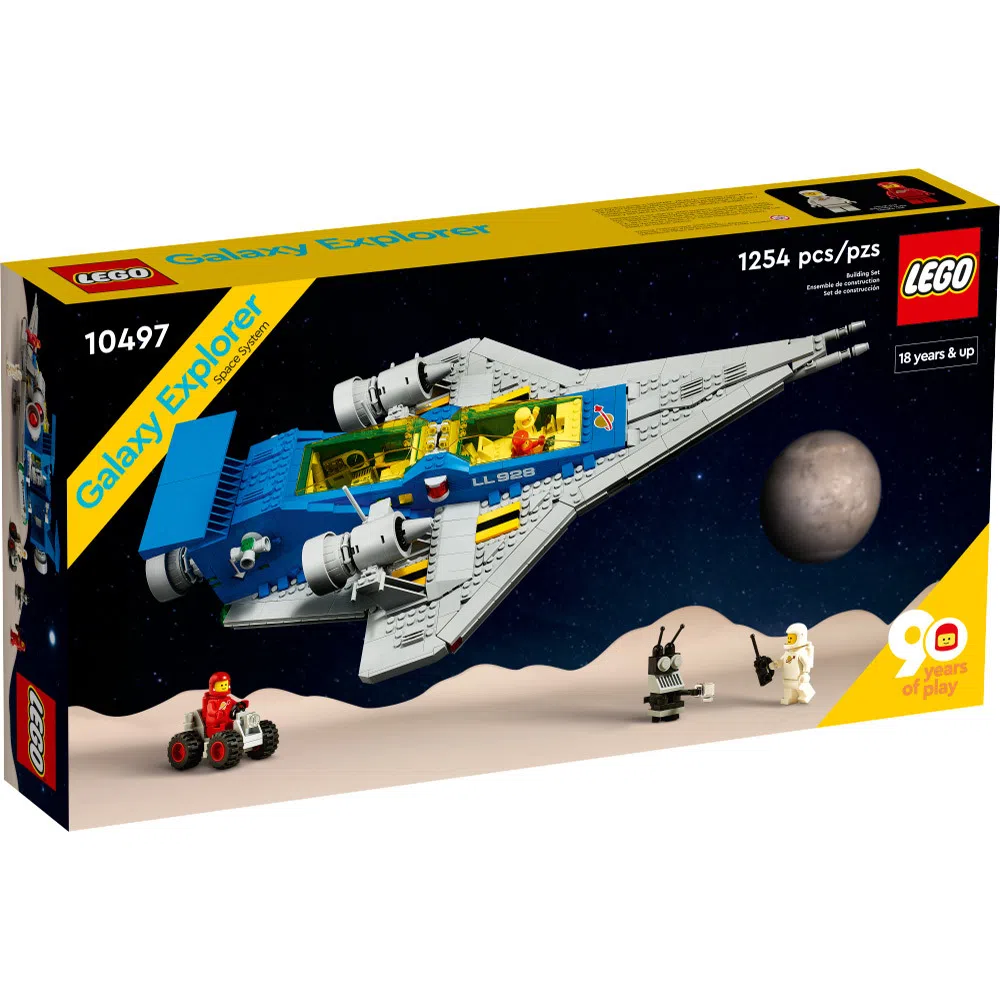 LEGO
Galaxy Explorer
1254 pcs/pzs
Building Set
Ensemble de construction
Set de construcción
LEGO
18 years & up
10497
Galaxy Explorer
Space System
LL 928
90
years
of play
LEGO